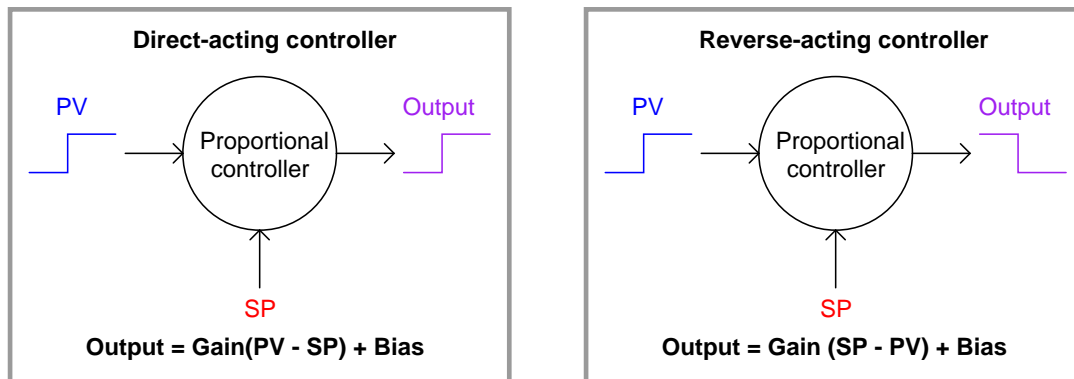 Direct-acting controller
PV
Output
Proportional
controller
SP
Output = Gain(PV - SP) + Bias
Reverse-acting controller
PV
Output
Proportional
controller
SP
Output = Gain (SP - PV) + Bias